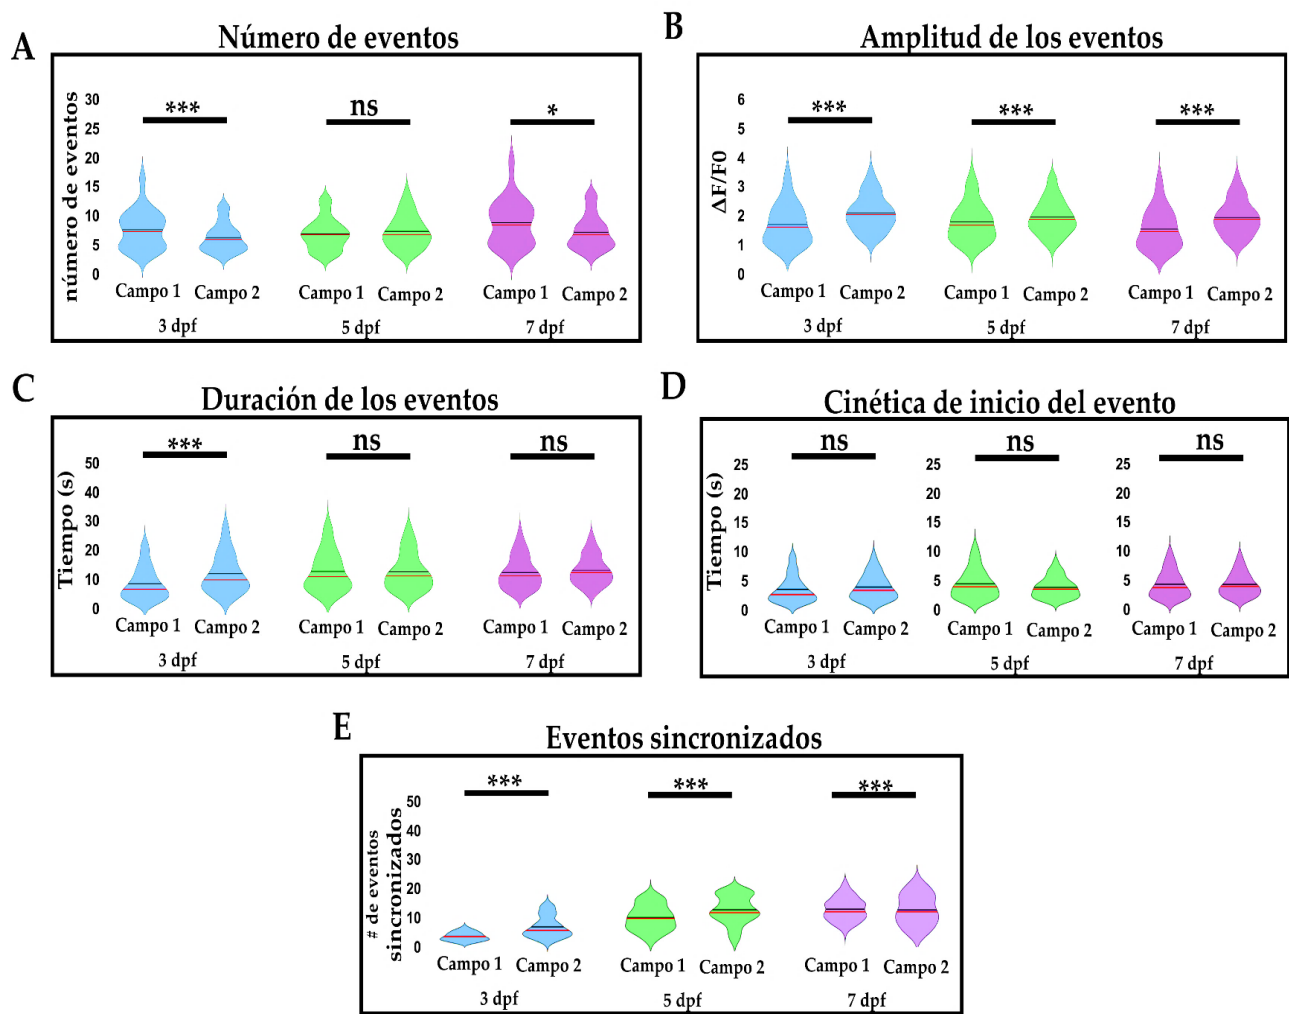 A
Número de eventos
número de eventos
30
25
20
15
10
5
0
***
ns
*
Campo 1
Campo 2
Campo 1
Campo 2
Campo 1
Campo 2
3 dpf
5 dpf
7 dpf
B
Amplitud de los eventos
ΔF/F0
6
5
4
3
2
1
0
***
***
***
Campo 1
Campo 2
Campo 1
Campo 2
Campo 1
Campo 2
3 dpf
5 dpf
7 dpf
C
Duración de los eventos
Tiempo (s)
50
40
30
20
10
0
***
ns
ns
Campo 1
Campo 2
Campo 1
Campo 2
Campo 1
Campo 2
3 dpf
5 dpf
7 dpf
D
Cinética de inicio del evento
Tiempo (s)
25
20
15
10
5
0
ns
25
20
15
10
5
0
ns
25
20
15
10
5
0
ns
Campo 1
Campo 2
Campo 1
Campo 2
Campo 1
Campo 2
3 dpf
5 dpf
7 dpf
E
Eventos sincronizados
# de eventos
sincronizados
50
40
30
20
10
0
***
***
***
Campo 1
Campo 2
Campo 1
Campo 2
Campo 1
Campo 2
3 dpf
5 dpf
7 dpf